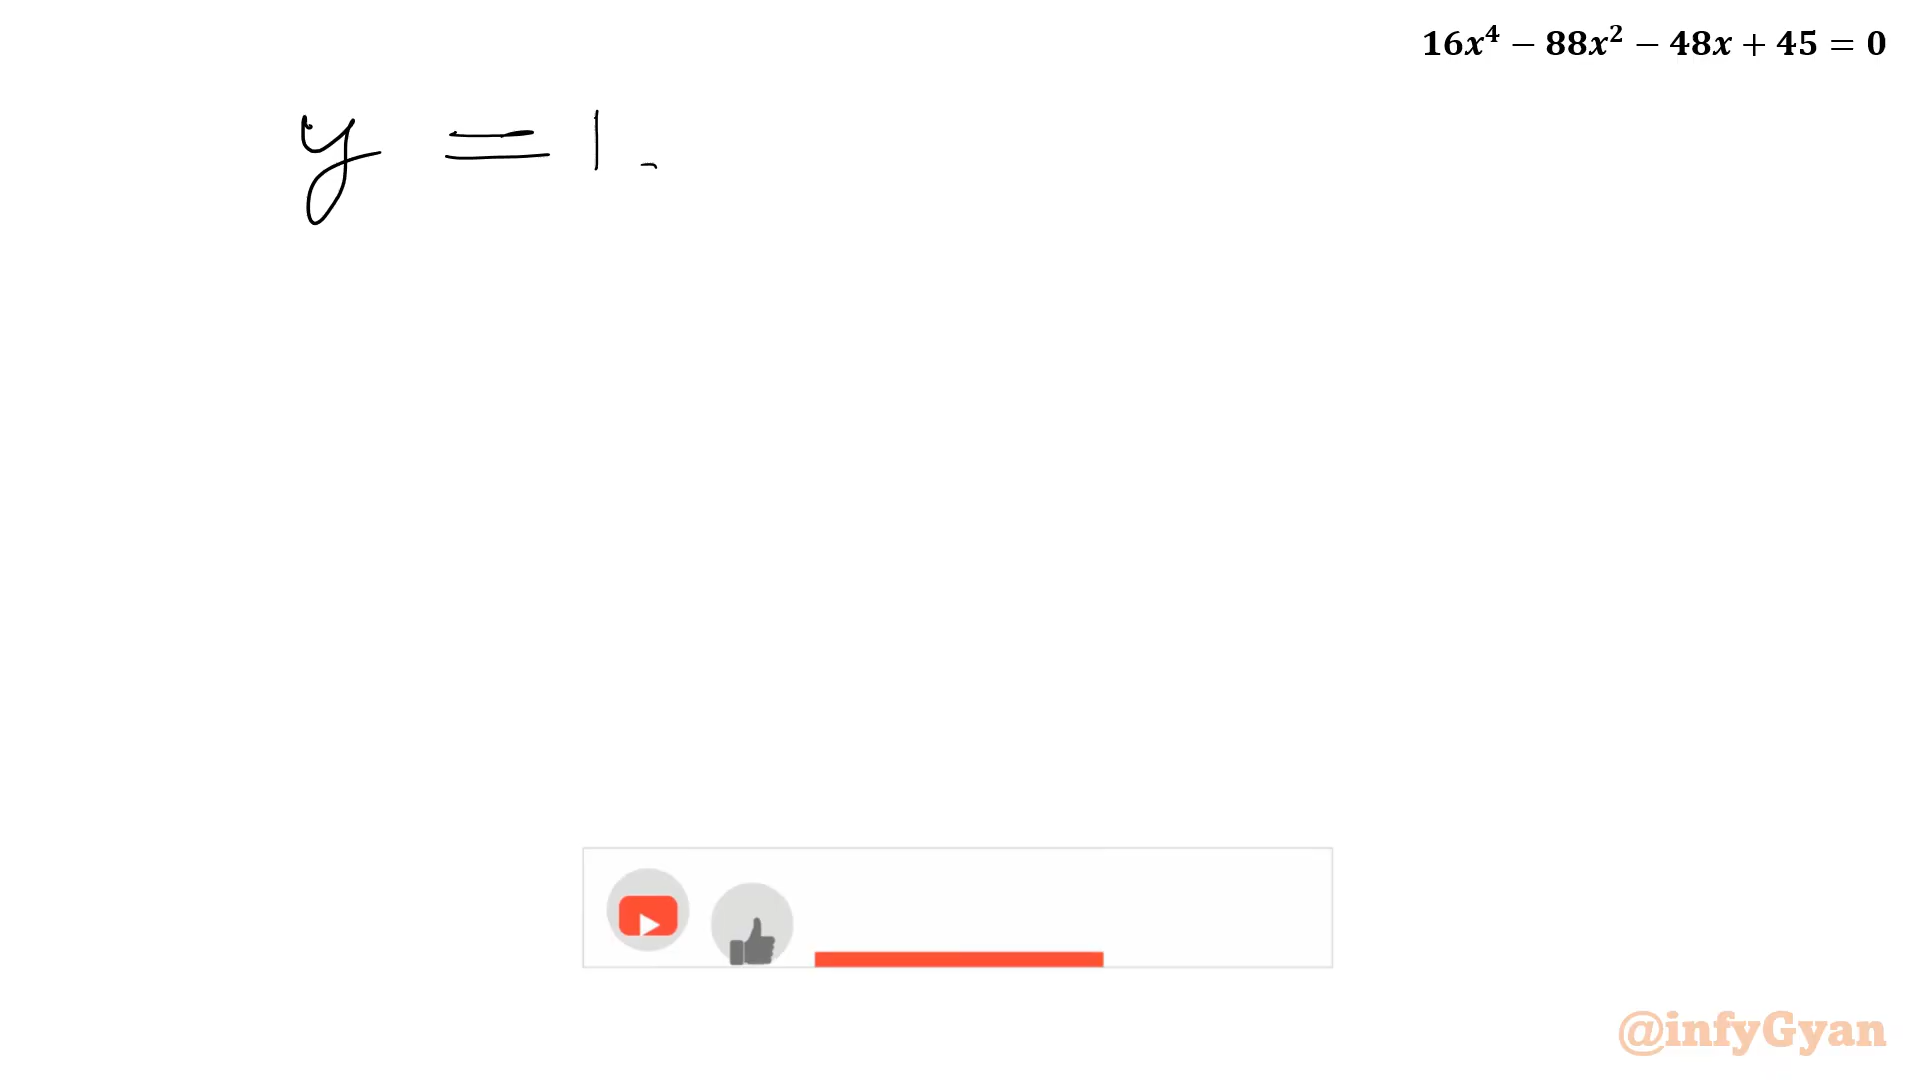 16x⁴ − 88x² − 48x + 45 = 0
y = 1.
@infyGyan